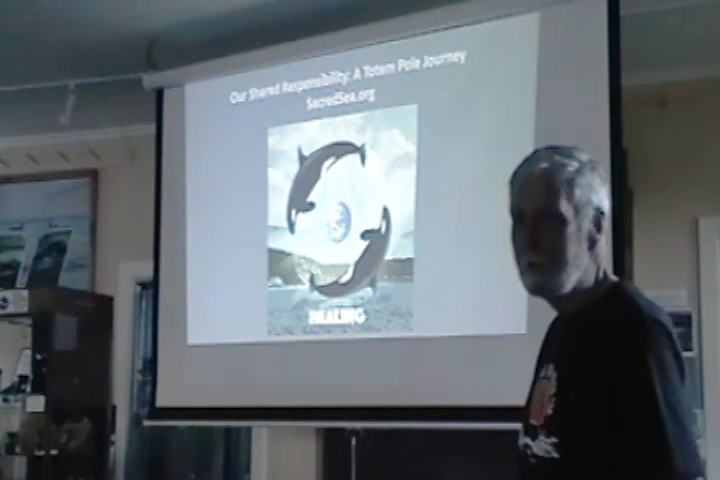 Our Shared Responsibility: A Totem Pole Journey
SacredSea.org
HEALING